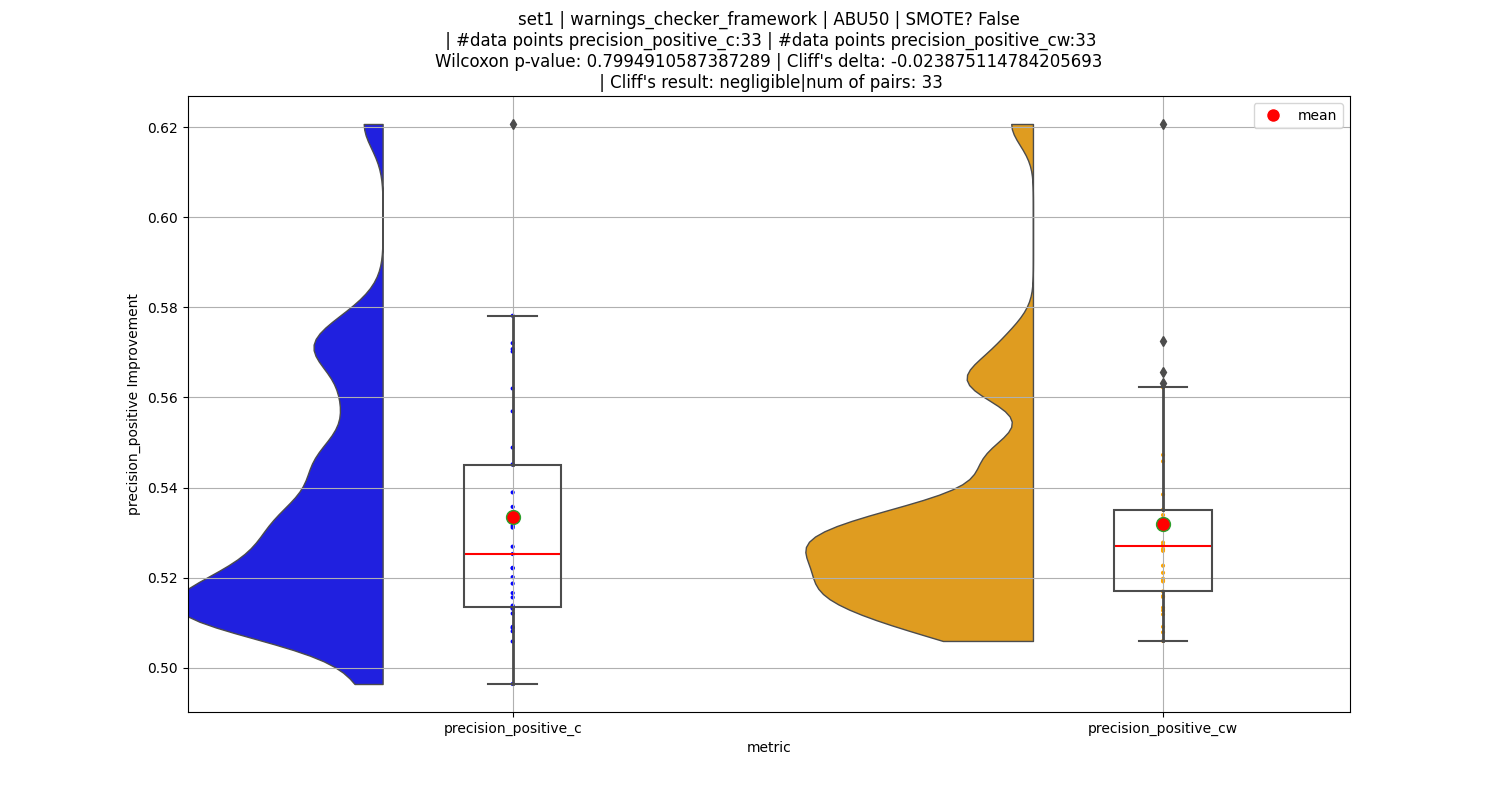 set1 | warnings_checker_framework | ABU50 | SMOTE? False
| #data points precision_positive_c:33 | #data points precision_positive_cw:33
Wilcoxon p-value: 0.7994910587387289 | Cliff's delta: -0.023875114784205693
| Cliff's result: negligible|num of pairs: 33
mean
0.62
0.60
0.58
0.56
0.54
0.52
0.50
precision_positive Improvement
precision_positive_c
precision_positive_cw
metric